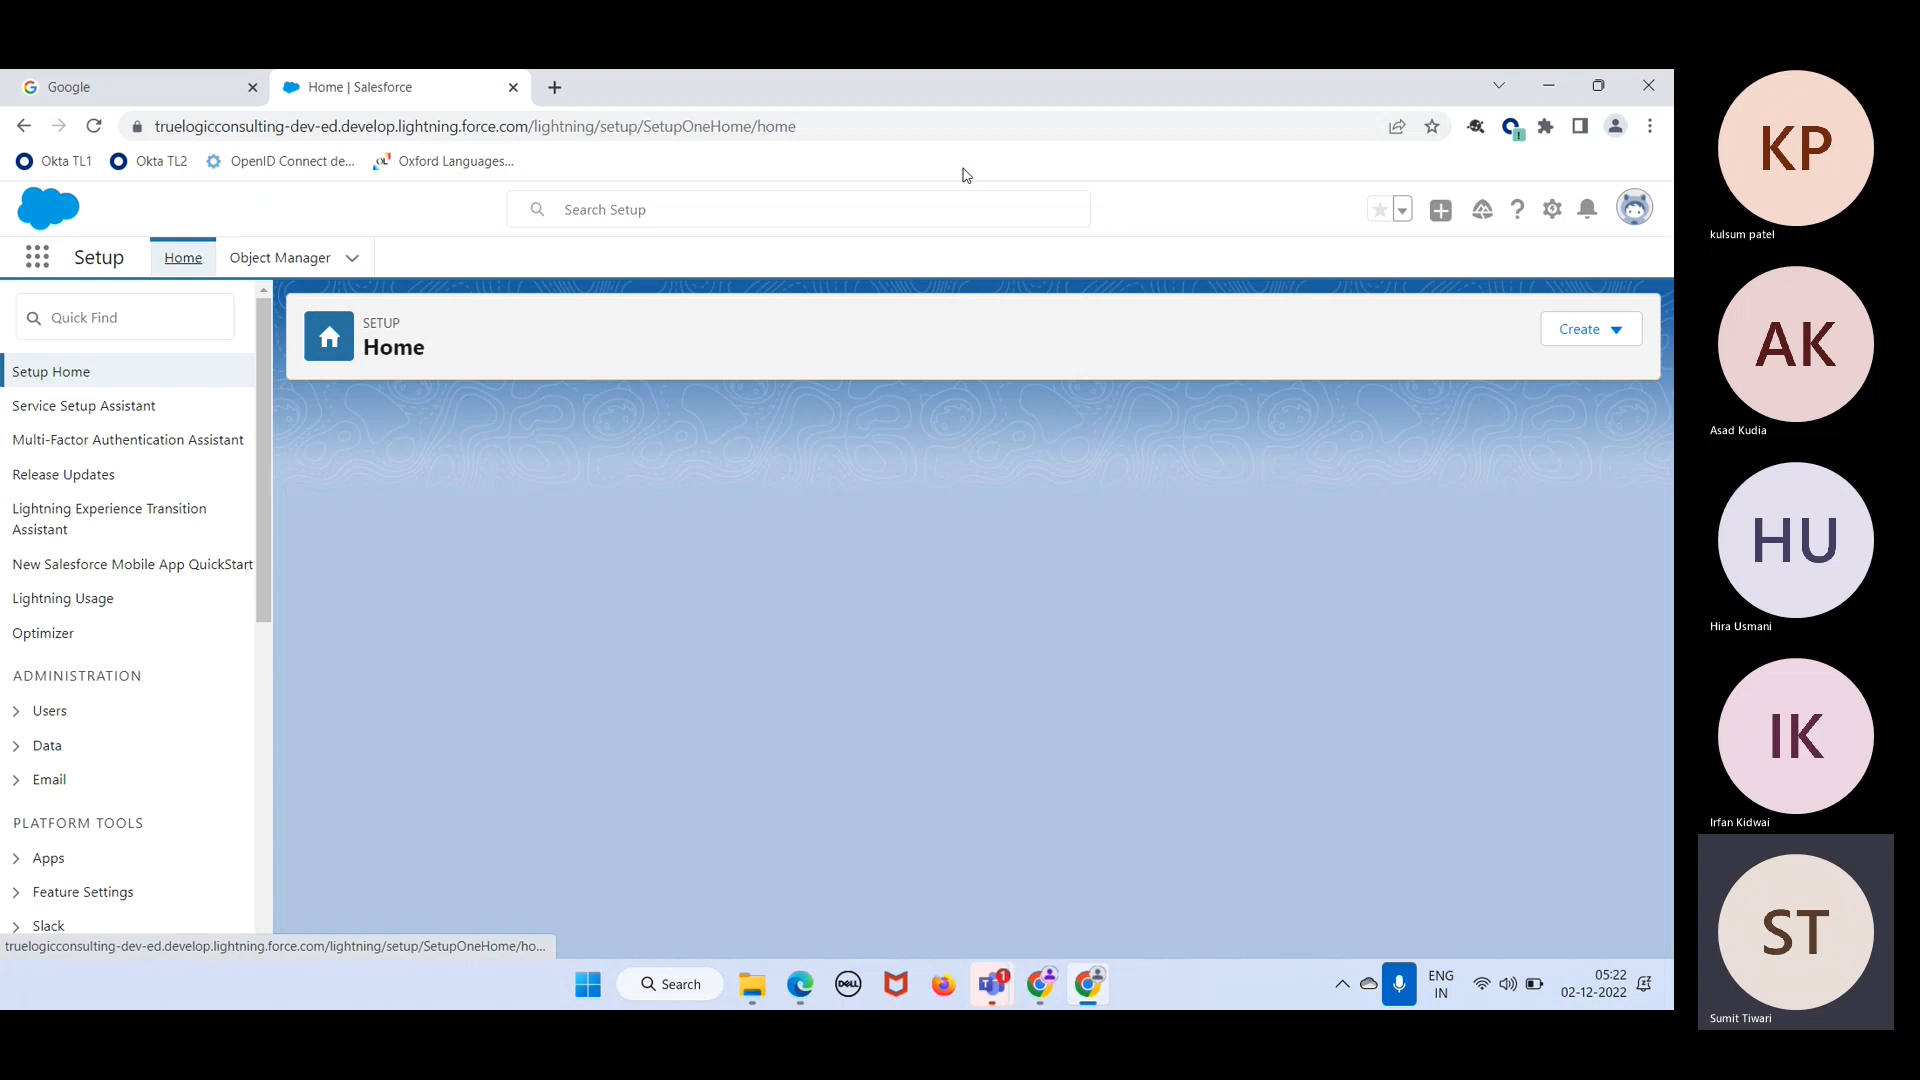 Google
Home | Salesforce
truelogicconsulting-dev-ed.develop.lightning.force.com/lightning/setup/SetupOneHome/home
Okta TL1
Okta TL2
OpenID Connect de...
Oxford Languages...
Search Setup
Setup
Home
Object Manager
Quick Find
Setup Home
Service Setup Assistant
Multi-Factor Authentication Assistant
Release Updates
Lightning Experience Transition
Assistant
New Salesforce Mobile App QuickStart
Lightning Usage
Optimizer
ADMINISTRATION
Users
Data
Email
PLATFORM TOOLS
Apps
Feature Settings
Slack
SETUP
Home
Create
truelogicconsulting-dev-ed.develop.lightning.force.com/lightning/setup/SetupOneHome/ho...
Search
DELL
1
ENG
IN
05:22
02-12-2022
KP
kulsum patel
AK
Asad Kudia
HU
Hira Usmani
IK
Irfan Kidwai
ST
Sumit Tiwari